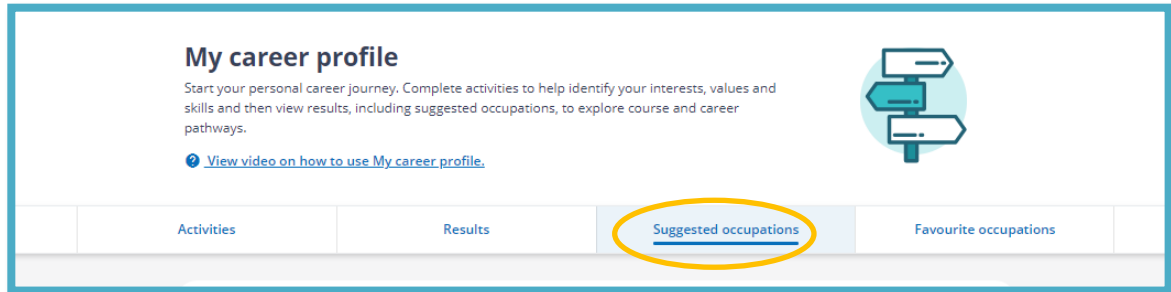 My career profile
Start your personal career journey. Complete activities to help identify your interests, values and
skills and then view results, including suggested occupations, to explore course and career
pathways.
View video on how to use My career profile.
Activities Results Suggested occupations Favourite occupations